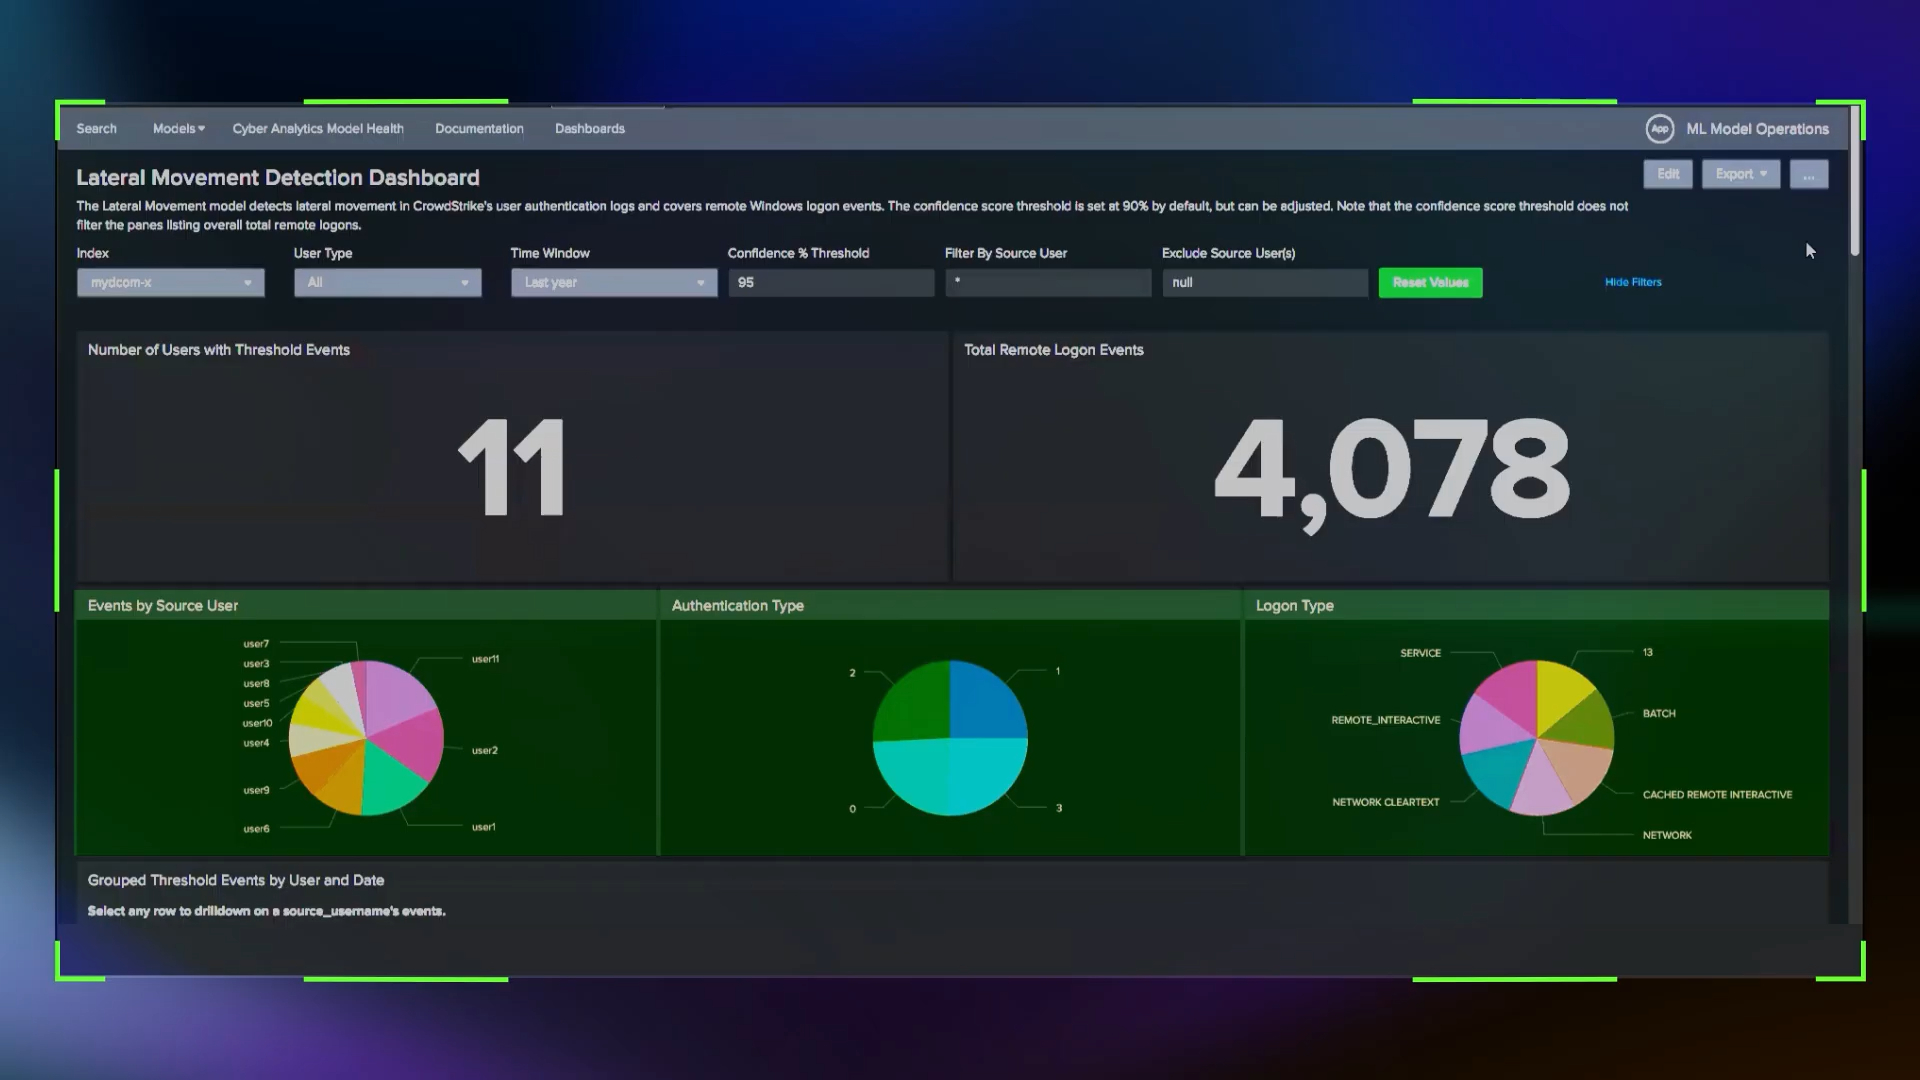 Search Models Cyber Analytics Model Health Documentation Dashboards
App ML Model Operations
Lateral Movement Detection Dashboard
Edit Export ...
The Lateral Movement model detects lateral movement in CrowdStrike's user authentication logs and covers remote Windows logon events. The confidence score threshold is set at 90% by default, but can be adjusted. Note that the confidence score threshold does not
filter the panes listing overall total remote logons.
Index User Type Time Window Confidence % Threshold Filter By Source User Exclude Source User(s)
mydcom-x All Last year 95 * null Reset Values Hide Filters
Number of Users with Threshold Events
11
Total Remote Logon Events
4,078
Events by Source User
user7
user3
user8
user5
user10
user4
user9
user6
user11
user2
user1
Authentication Type
2
1
0
3
Logon Type
SERVICE
REMOTE_INTERACTIVE
NETWORK CLEARTEXT
13
BATCH
CACHED REMOTE INTERACTIVE
NETWORK
Grouped Threshold Events by User and Date
Select any row to drilldown on a source_username's events.